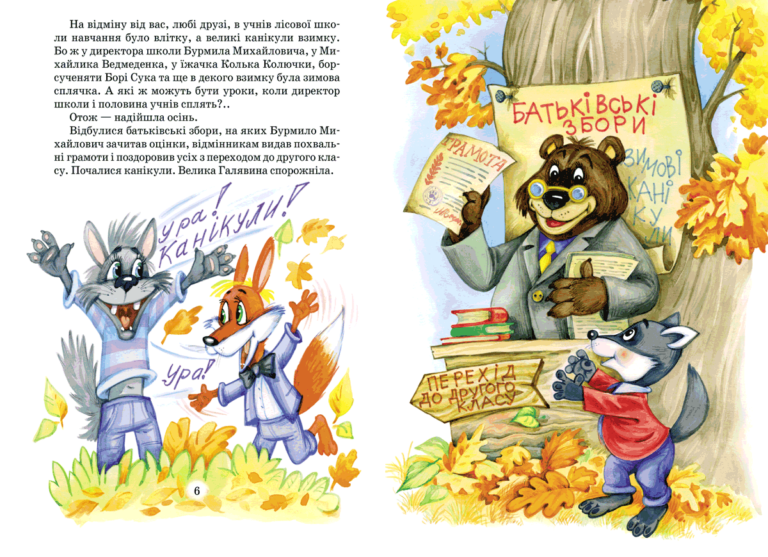 На відміну від вас, любі друзі, в учнів лісової шко-
ли навчання було влітку, а великі канікули взимку.
Бо ж у директора школи Бурмила Михайловича, у Ми-
хайлика Ведмеденка, у їжачка Колька Колючки, бор-
сученяти Борі Сука та ще в декого взимку була зимова
сплячка. А які ж можуть бути уроки, коли директор
школи і половина учнів сплять?..
Отож — надійшла осінь.
Відбулися батьківські збори, на яких Бурмило Ми-
хайлович зачитав оцінки, відмінникам видав похваль-
ні грамоти і поздоровив усіх з переходом до другого кла-
су. Почалися канікули. Велика Галявина спорожніла.
ура!
КАНІКУЛИ!
Ура!
6
БАТЬКІВСЬКІ
ЗБОРИ
ГРАМОТА
ЗИМОВІ
КАНІ
КУ
ЛИ
ПЕРЕХІД
ДО ДРУГОГО
КЛАСУ